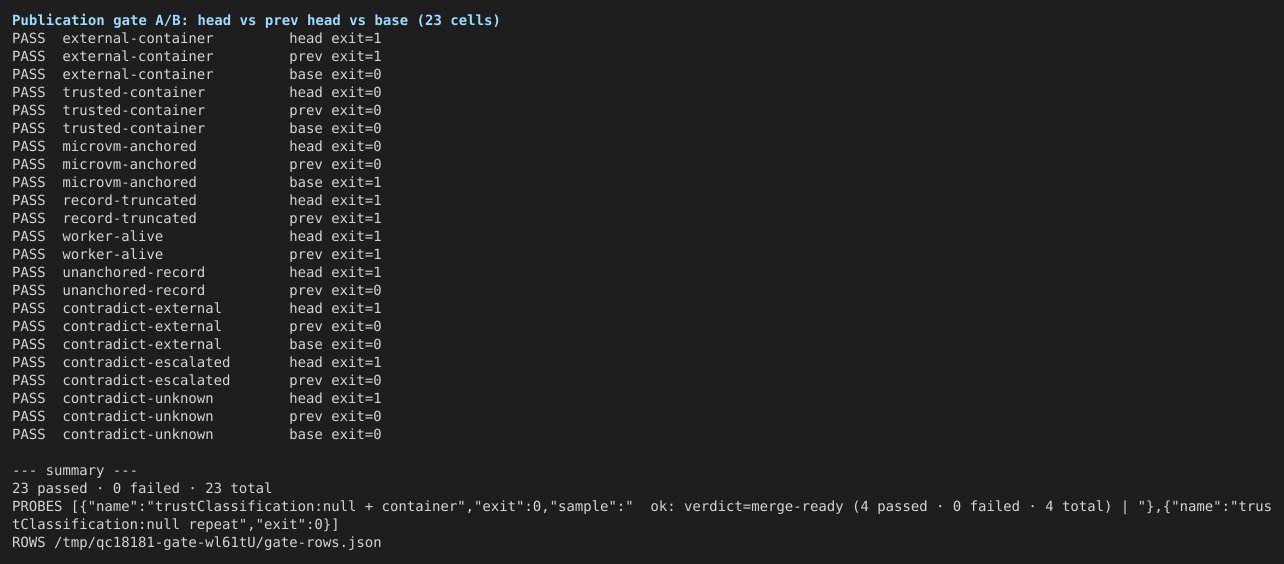 Publication gate A/B: head vs prev head vs base (23 cells)
PASS  external-container         head exit=1
PASS  external-container         prev exit=1
PASS  external-container         base exit=0
PASS  trusted-container          head exit=0
PASS  trusted-container          prev exit=0
PASS  trusted-container          base exit=0
PASS  microvm-anchored           head exit=0
PASS  microvm-anchored           prev exit=0
PASS  microvm-anchored           base exit=1
PASS  record-truncated           head exit=1
PASS  record-truncated           prev exit=1
PASS  worker-alive               head exit=1
PASS  worker-alive               prev exit=1
PASS  unanchored-record          head exit=1
PASS  unanchored-record          prev exit=0
PASS  contradict-external        head exit=1
PASS  contradict-external        prev exit=0
PASS  contradict-external        base exit=0
PASS  contradict-escalated       head exit=1
PASS  contradict-escalated       prev exit=0
PASS  contradict-unknown         head exit=1
PASS  contradict-unknown         prev exit=0
PASS  contradict-unknown         base exit=0
--- summary ---
23 passed · 0 failed · 23 total
PROBES [{"name":"trustClassification:null + container","exit":0,"sample":"  ok: verdict=merge-ready (4 passed · 0 failed · 4 total) | "},{"name":"trus
tClassification:null repeat","exit":0}]
ROWS /tmp/qc18181-gate-wl61tU/gate-rows.json